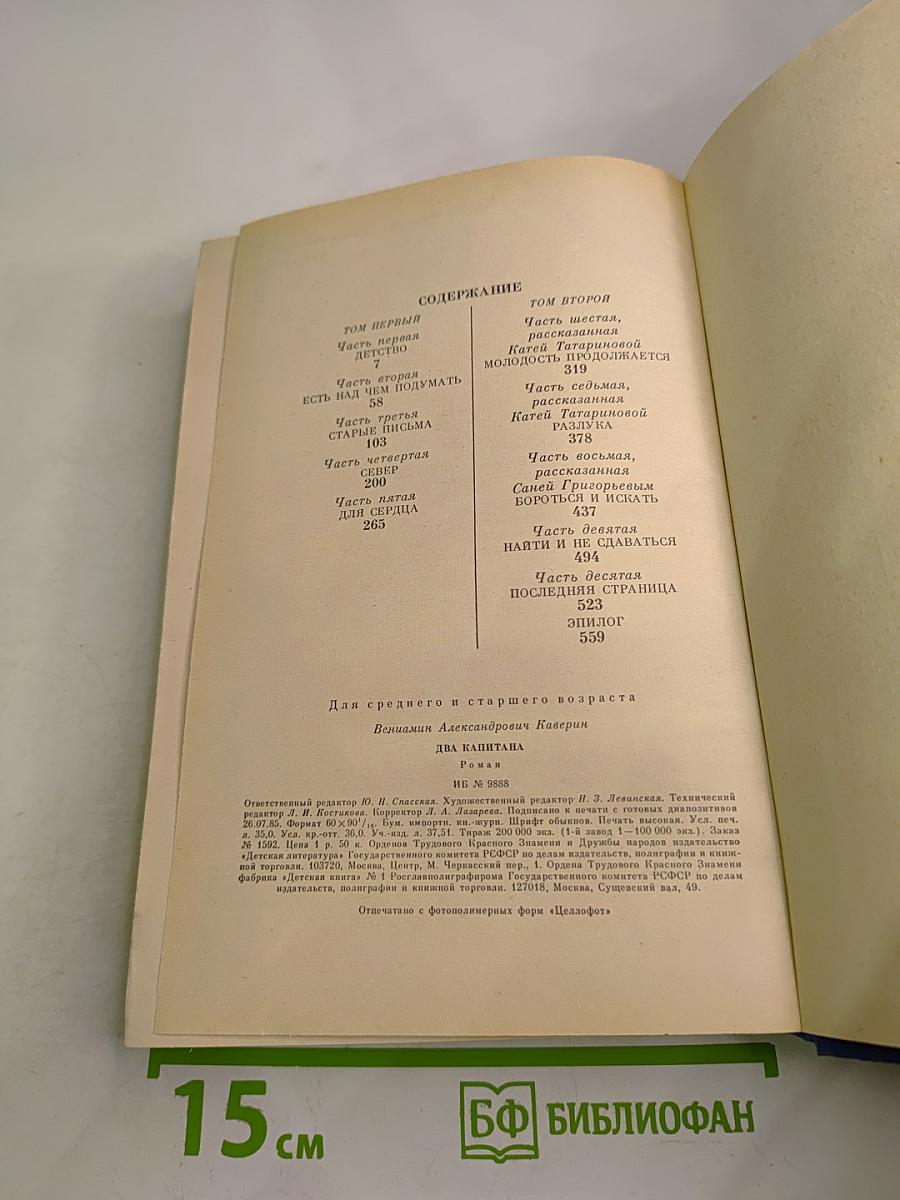 СОДЕРЖАНИЕ
ТОМ ПЕРВЫЙ
Часть первая
ДЕТСТВО
7
Часть вторая
ЕСТЬ НАД ЧЕМ ПОДУМАТЬ
58
Часть третья
СТАРЫЕ ПИСЬМА
103
Часть четвертая
СЕВЕР
200
Часть пятая
ДЛЯ СЕРДЦА
265
ТОМ ВТОРОЙ
Часть шестая,
рассказанная
Катей Татариновой
МОЛОДОСТЬ ПРОДОЛЖАЕТСЯ
319
Часть седьмая,
рассказанная
Катей Татариновой
РАЗЛУКА
378
Часть восьмая,
рассказанная
Саней Григорьевым
БОРОТЬСЯ И ИСКАТЬ
437
Часть девятая
НАЙТИ И НЕ СДАВАТЬСЯ
494
Часть десятая
ПОСЛЕДНЯЯ СТРАНИЦА
523
ЭПИЛОГ
559
Для среднего и старшего возраста
Вениамин Александрович Каверин
ДВА КАПИТАНА
Роман
ИБ № 9888
Ответственный редактор Ю. Н. Спасская. Художественный редактор Н. З. Левинская. Технический
редактор Л. И. Костикова. Корректор Л. А. Лазарева. Подписано к печати с готовых диапозитивов
26.07.85. Формат 60×90¹/₁₆. Бум. импортн. кн.-журн. Шрифт обыкнов. Печать высокая. Усл. печ.
л. 35,0. Усл. кр.-отт. 36,0. Уч.-изд. л. 37,51. Тираж 200 000 экз. (1-й завод 1—100 000 экз.). Заказ
№ 1592. Цена 1 р. 50 к. Орденов Трудового Красного Знамени и Дружбы народов издательство
«Детская литература» Государственного комитета РСФСР по делам издательств, полиграфии и книж-
ной торговли. 103720, Москва, Центр, М. Черкасский пер., 1. Ордена Трудового Красного Знамени
фабрика «Детская книга» № 1 Росглавполиграфпрома Государственного комитета РСФСР по делам
издательств, полиграфии и книжной торговли. 127018, Москва, Сущевский вал, 49.
Отпечатано с фотополимерных форм «Целлофот»
15 см
БФ БИБЛИОФАН